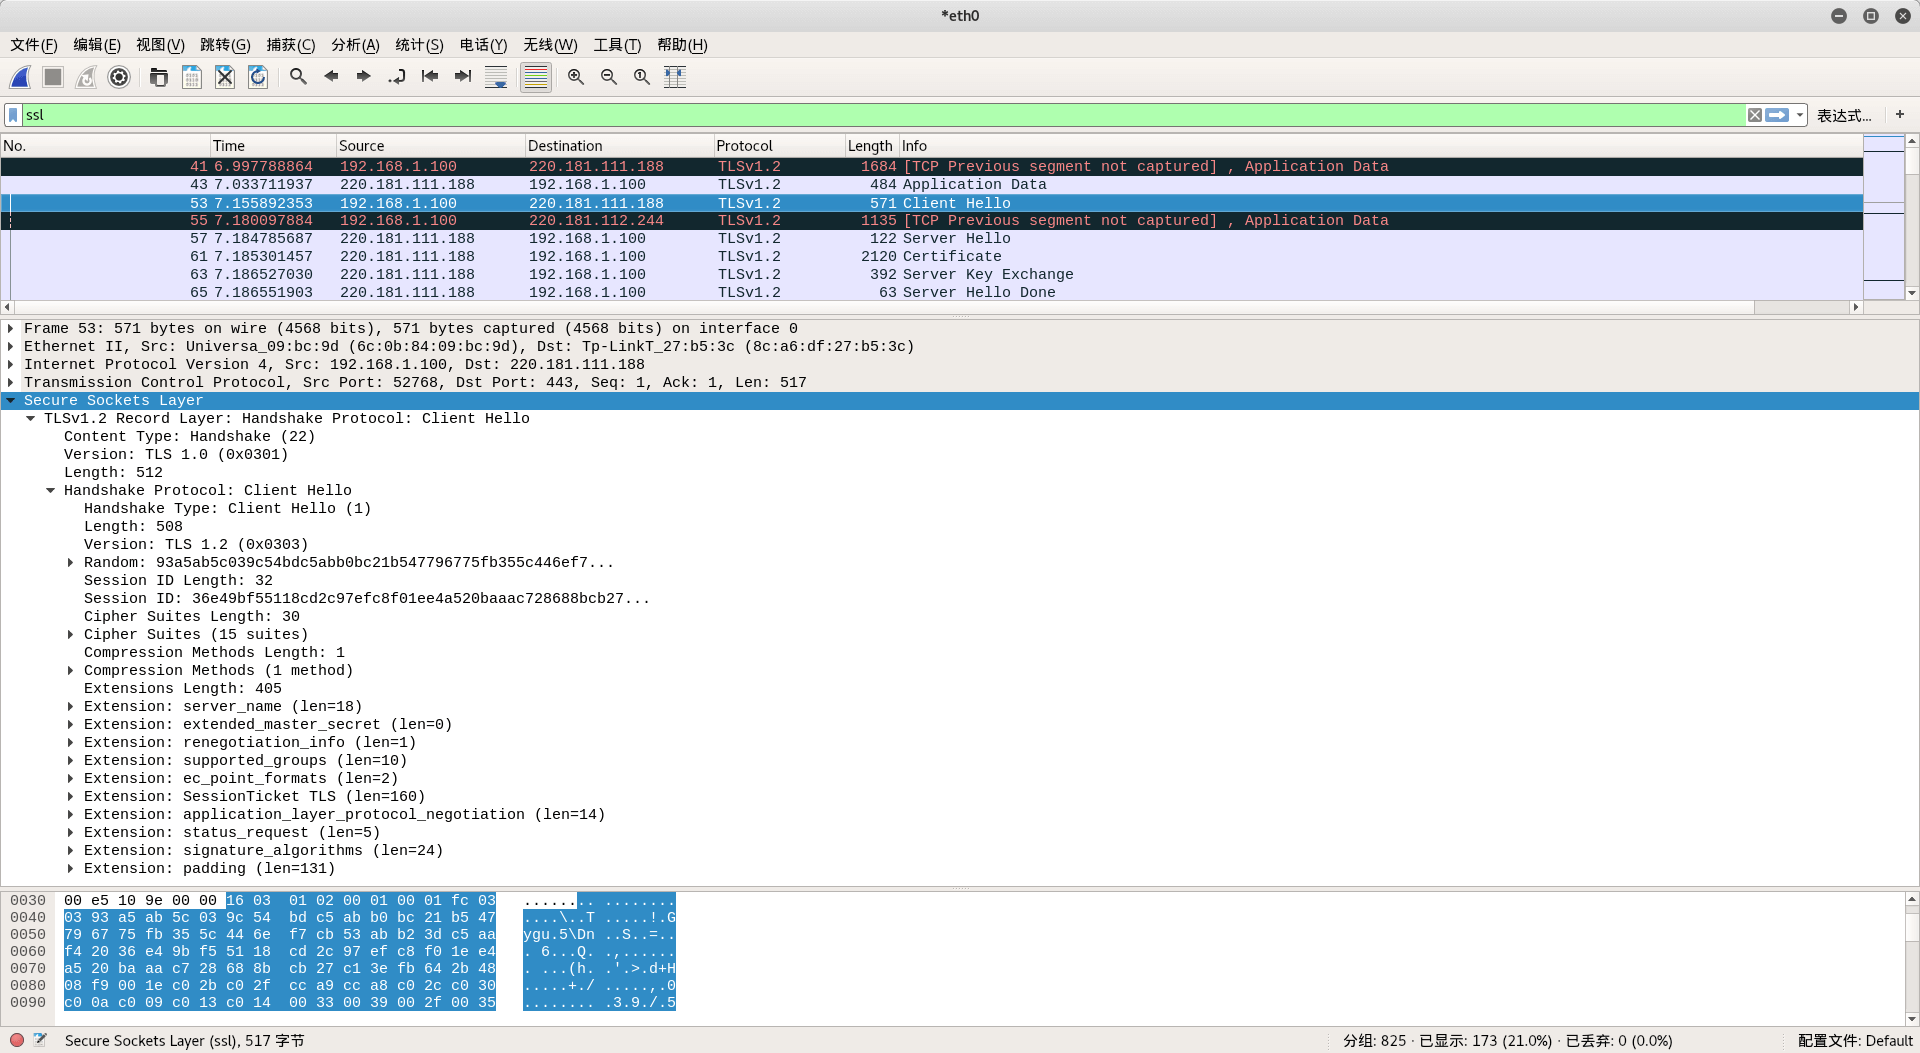 *eth0
文件(F) 编辑(E) 视图(V) 跳转(G) 捕获(C) 分析(A) 统计(S) 电话(Y) 无线(W) 工具(T) 帮助(H)
ssl 表达式… +
No. Time Source Destination Protocol Length Info
41 6.997788864 192.168.1.100 220.181.111.188 TLSv1.2 1684 [TCP Previous segment not captured] , Application Data
43 7.033711937 220.181.111.188 192.168.1.100 TLSv1.2 484 Application Data
53 7.155892353 192.168.1.100 220.181.111.188 TLSv1.2 571 Client Hello
55 7.180097884 192.168.1.100 220.181.112.244 TLSv1.2 1135 [TCP Previous segment not captured] , Application Data
57 7.184785687 220.181.111.188 192.168.1.100 TLSv1.2 122 Server Hello
61 7.185301457 220.181.111.188 192.168.1.100 TLSv1.2 2120 Certificate
63 7.186527030 220.181.111.188 192.168.1.100 TLSv1.2 392 Server Key Exchange
65 7.186551903 220.181.111.188 192.168.1.100 TLSv1.2 63 Server Hello Done
Frame 53: 571 bytes on wire (4568 bits), 571 bytes captured (4568 bits) on interface 0
Ethernet II, Src: Universa_09:bc:9d (6c:0b:84:09:bc:9d), Dst: Tp-LinkT_27:b5:3c (8c:a6:df:27:b5:3c)
Internet Protocol Version 4, Src: 192.168.1.100, Dst: 220.181.111.188
Transmission Control Protocol, Src Port: 52768, Dst Port: 443, Seq: 1, Ack: 1, Len: 517
Secure Sockets Layer
TLSv1.2 Record Layer: Handshake Protocol: Client Hello
Content Type: Handshake (22)
Version: TLS 1.0 (0x0301)
Length: 512
Handshake Protocol: Client Hello
Handshake Type: Client Hello (1)
Length: 508
Version: TLS 1.2 (0x0303)
Random: 93a5ab5c039c54bdc5abb0bc21b547796775fb355c446ef7...
Session ID Length: 32
Session ID: 36e49bf55118cd2c97efc8f01ee4a520baaac728688bcb27...
Cipher Suites Length: 30
Cipher Suites (15 suites)
Compression Methods Length: 1
Compression Methods (1 method)
Extensions Length: 405
Extension: server_name (len=18)
Extension: extended_master_secret (len=0)
Extension: renegotiation_info (len=1)
Extension: supported_groups (len=10)
Extension: ec_point_formats (len=2)
Extension: SessionTicket TLS (len=160)
Extension: application_layer_protocol_negotiation (len=14)
Extension: status_request (len=5)
Extension: signature_algorithms (len=24)
Extension: padding (len=131)
0030 00 e5 10 9e 00 00 16 03 01 02 00 01 00 01 fc 03 ........ ........
0040 03 93 a5 ab 5c 03 9c 54 bd c5 ab b0 bc 21 b5 47 ....\..T .....!.G
0050 79 67 75 fb 35 5c 44 6e f7 cb 53 ab b2 3d c5 aa ygu.5\Dn ..S..=..
0060 f4 20 36 e4 9b f5 51 18 cd 2c 97 ef c8 f0 1e e4 . 6...Q. .,......
0070 a5 20 ba aa c7 28 68 8b cb 27 c1 3e fb 64 2b 48 . ...(h. .'.>.d+H
0080 08 f9 00 1e c0 2b c0 2f cc a9 cc a8 c0 2c c0 30 .....+./ .....,.0
0090 c0 0a c0 09 c0 13 c0 14 00 33 00 39 00 2f 00 35 ........ .3.9./.5
Secure Sockets Layer (ssl), 517 字节 分组: 825 · 已显示: 173 (21.0%) · 已丢弃: 0 (0.0%) 配置文件: Default